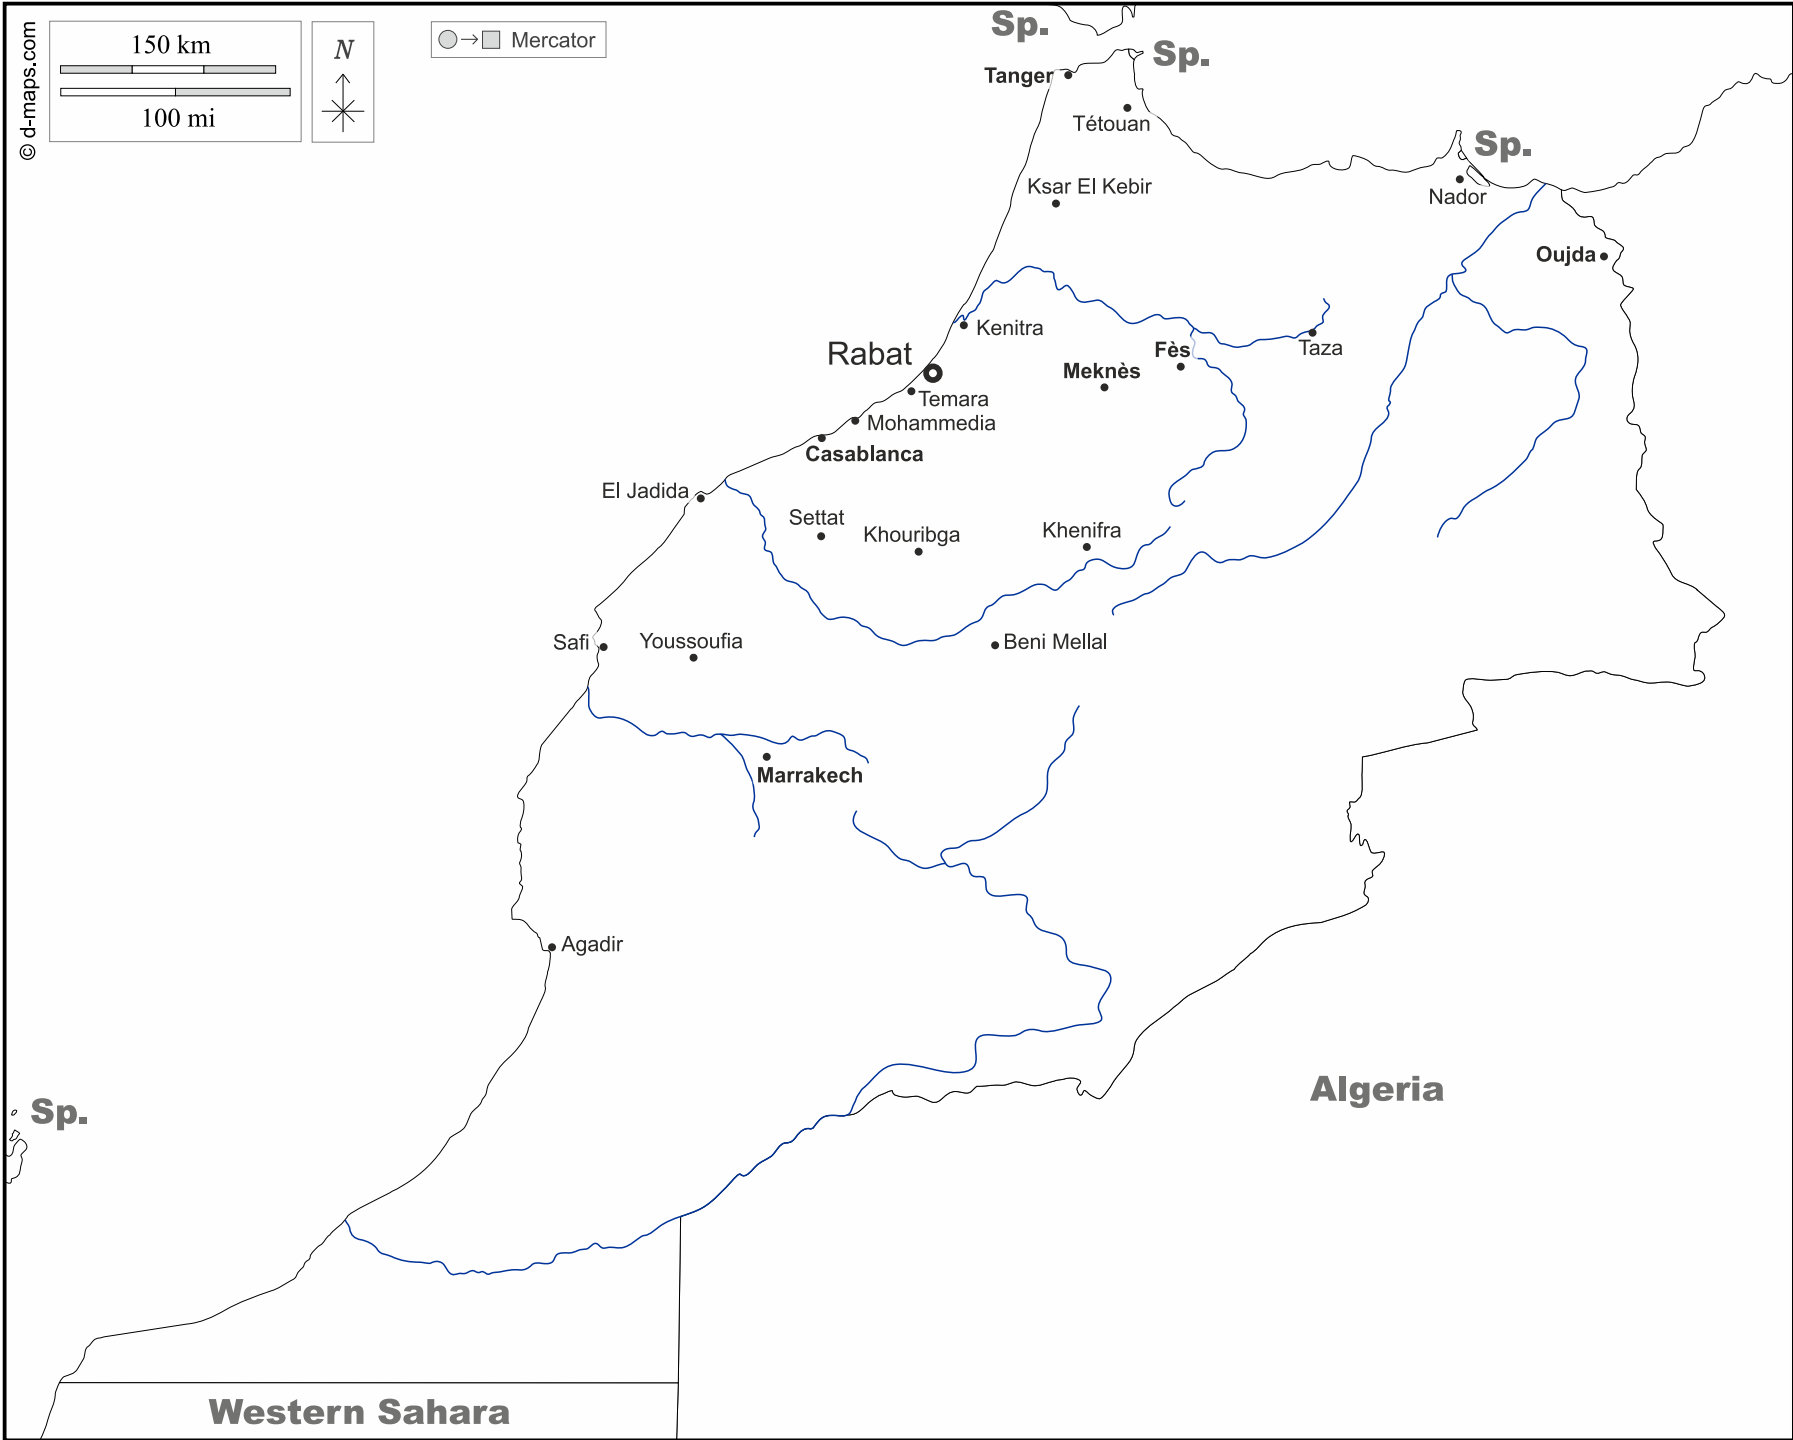 © d-maps.com
150 km
100 mi
N
Mercator
Sp.
Sp.
Tanger
Tétouan
Sp.
Ksar El Kebir
Nador
Oujda
Kenitra
Rabat
Fès
Taza
Meknès
Temara
Mohammedia
Casablanca
El Jadida
Settat
Khouribga
Khenifra
Safi
Youssoufia
Beni Mellal
Marrakech
Agadir
Algeria
Sp.
Western Sahara